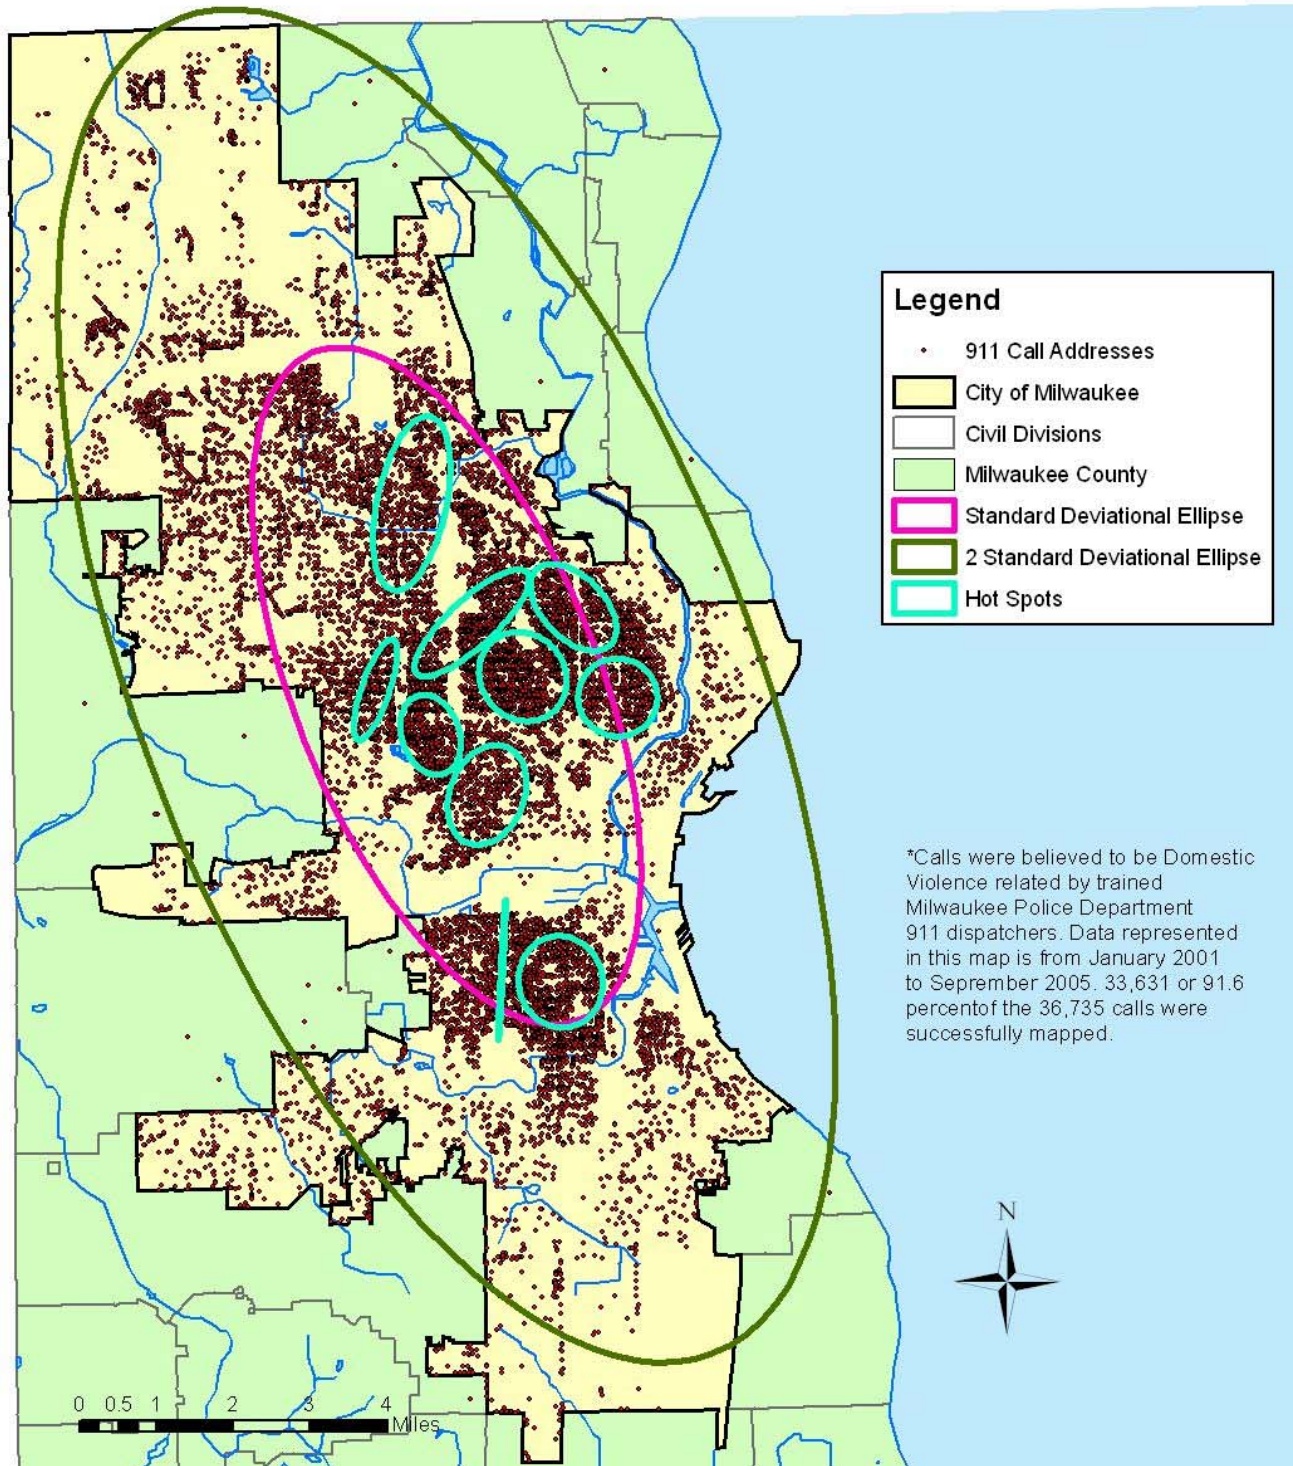 Legend
911 Call Addresses
City of Milwaukee
Civil Divisions
Milwaukee County
Standard Deviational Ellipse
2 Standard Deviational Ellipse
Hot Spots
*Calls were believed to be Domestic
Violence related by trained
Milwaukee Police Department
911 dispatchers. Data represented
in this map is from January 2001
to Seprember 2005. 33,631 or 91.6
percentof the 36,735 calls were
successfully mapped.
N
0 0.5 1 2 3 4
Miles